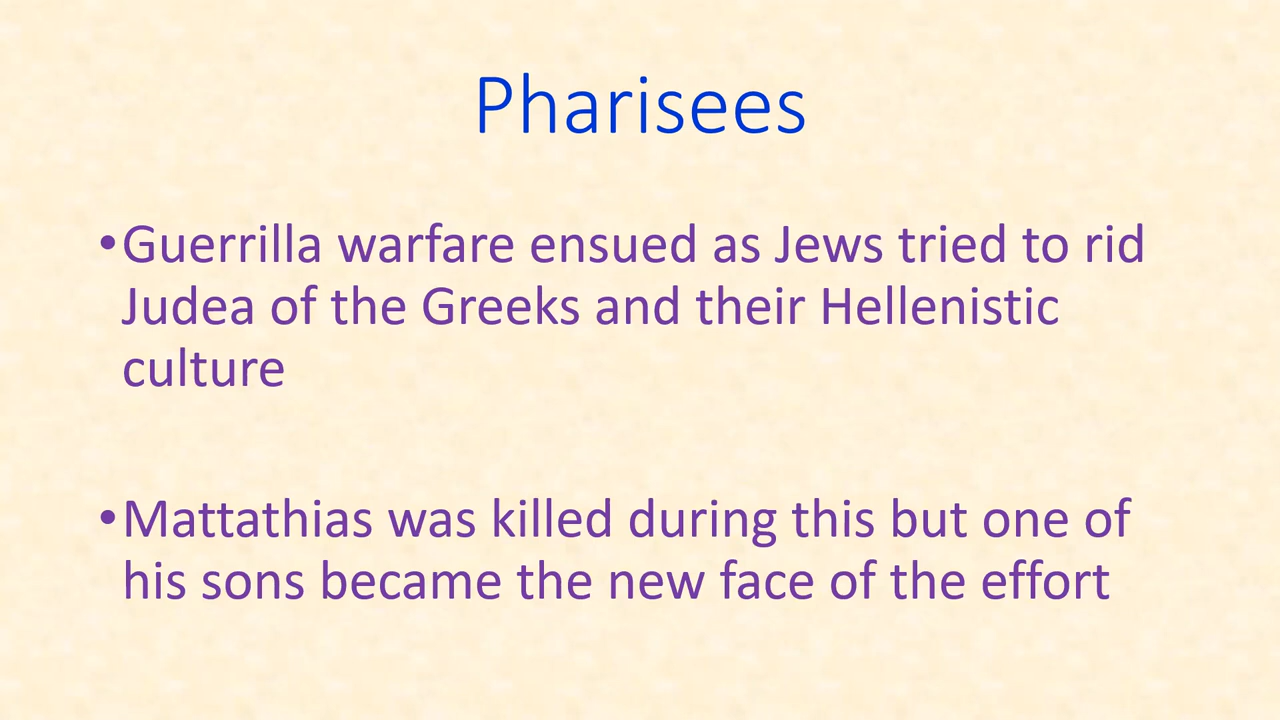 Pharisees
•Guerrilla warfare ensued as Jews tried to rid
Judea of the Greeks and their Hellenistic
culture
•Mattathias was killed during this but one of
his sons became the new face of the effort